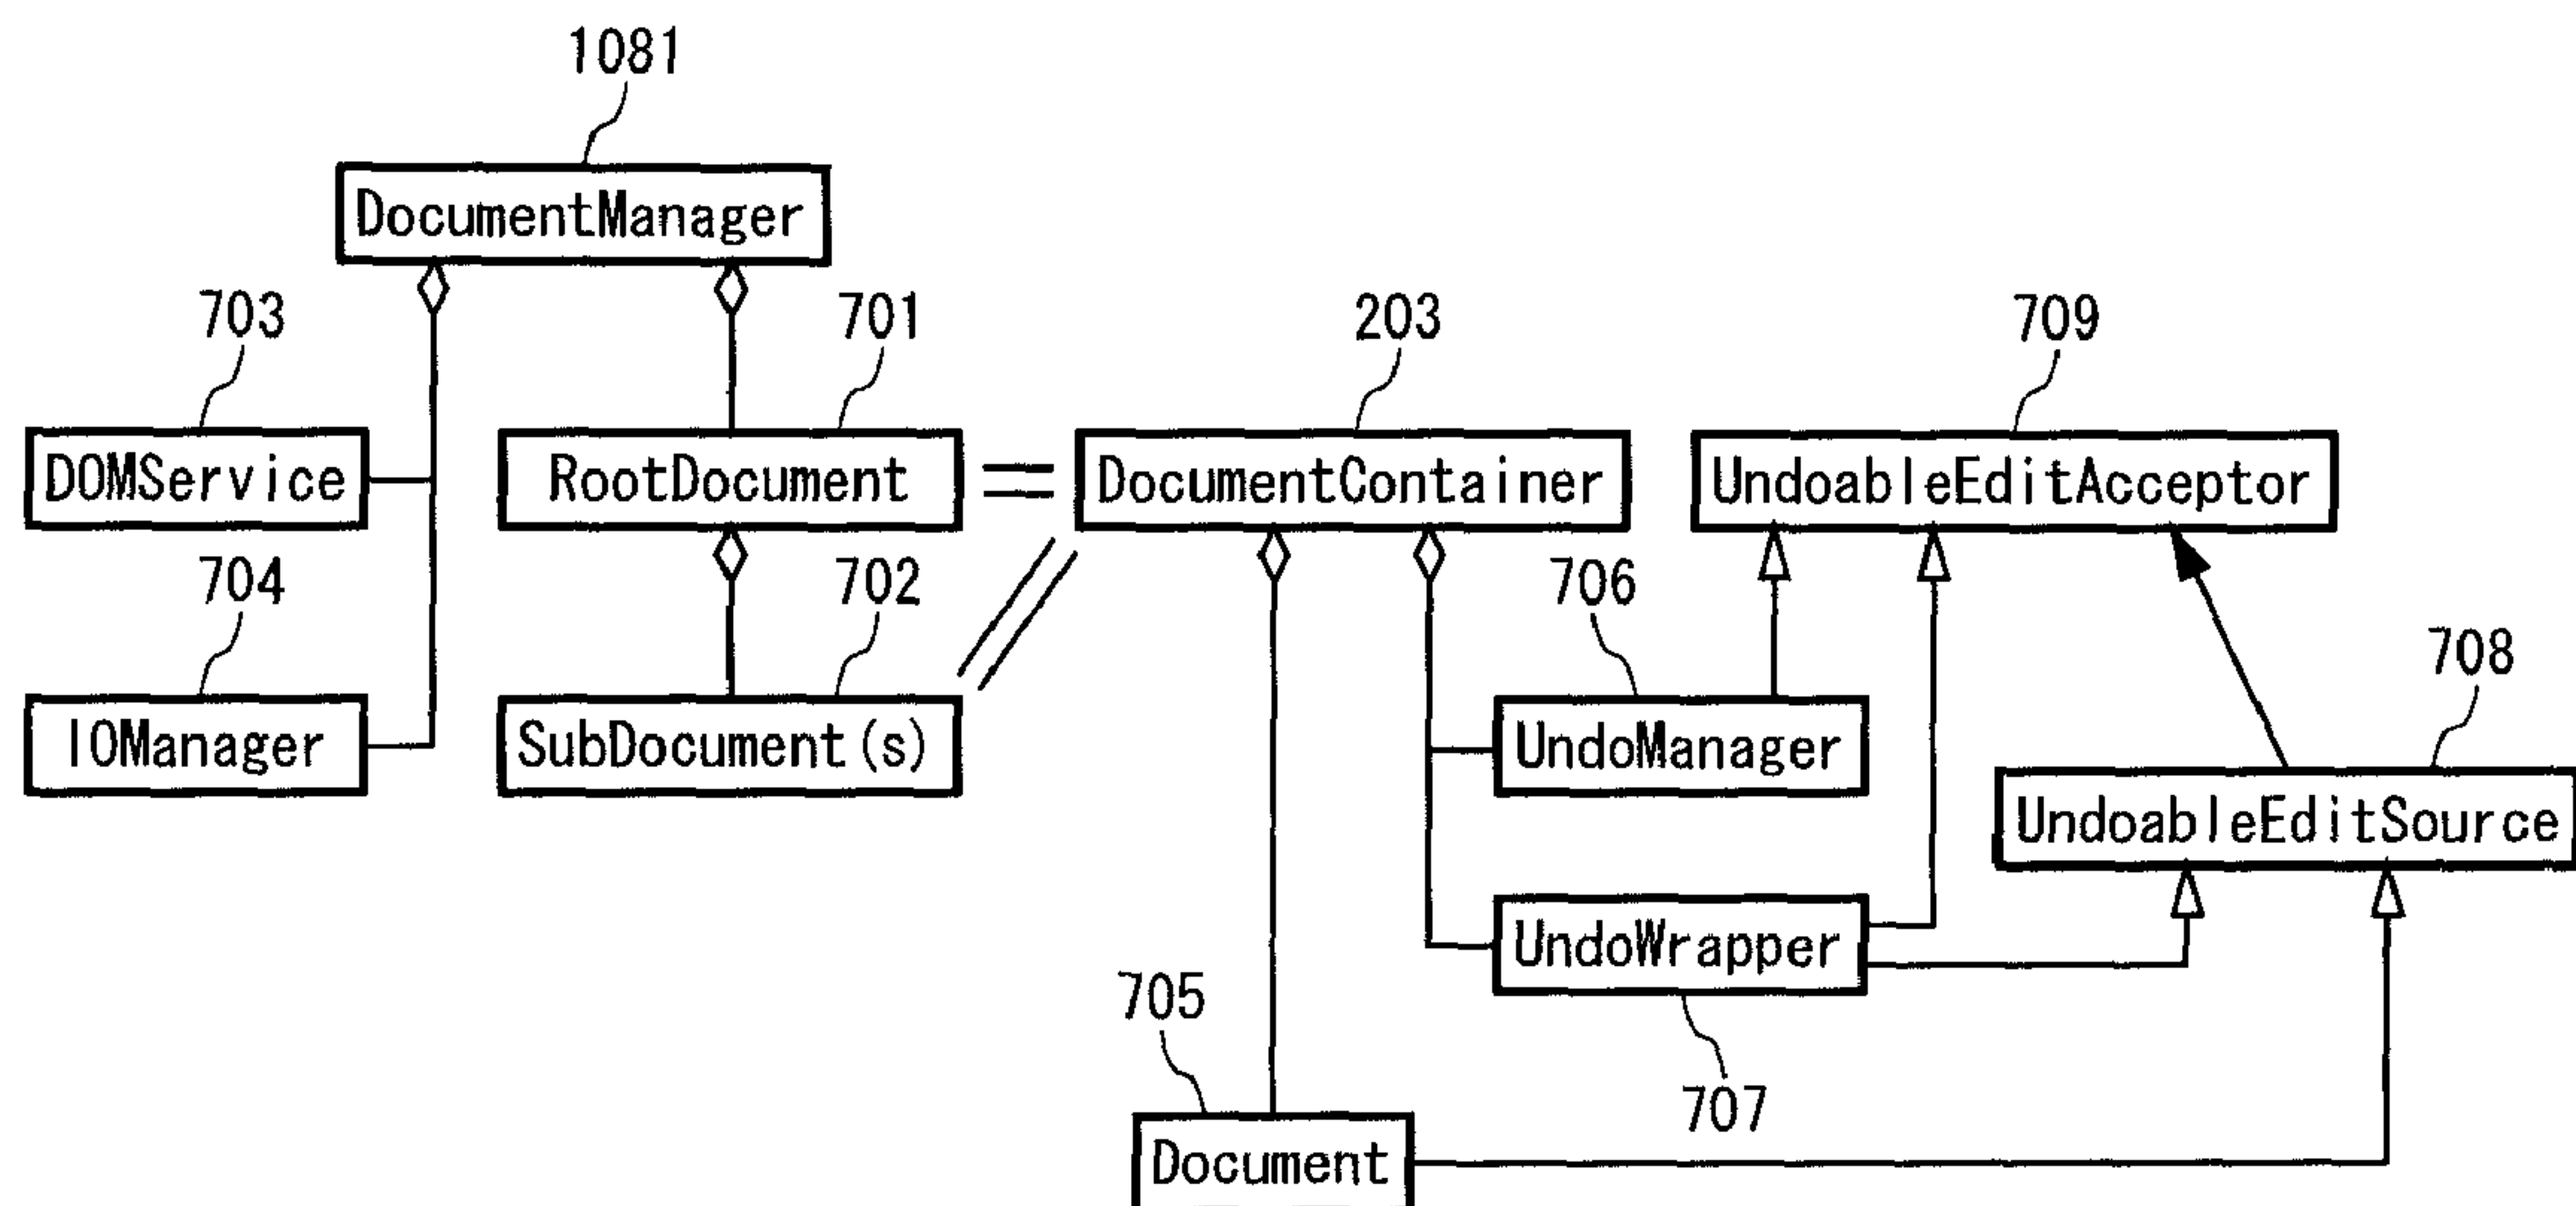 1081
DocumentManager
703
701
203
709
DOMService
RootDocument
DocumentContainer
UndoableEditAcceptor
704
702
706
708
IOManager
SubDocument(s)
UndoManager
UndoableEditSource
UndoWrapper
705
707
Document